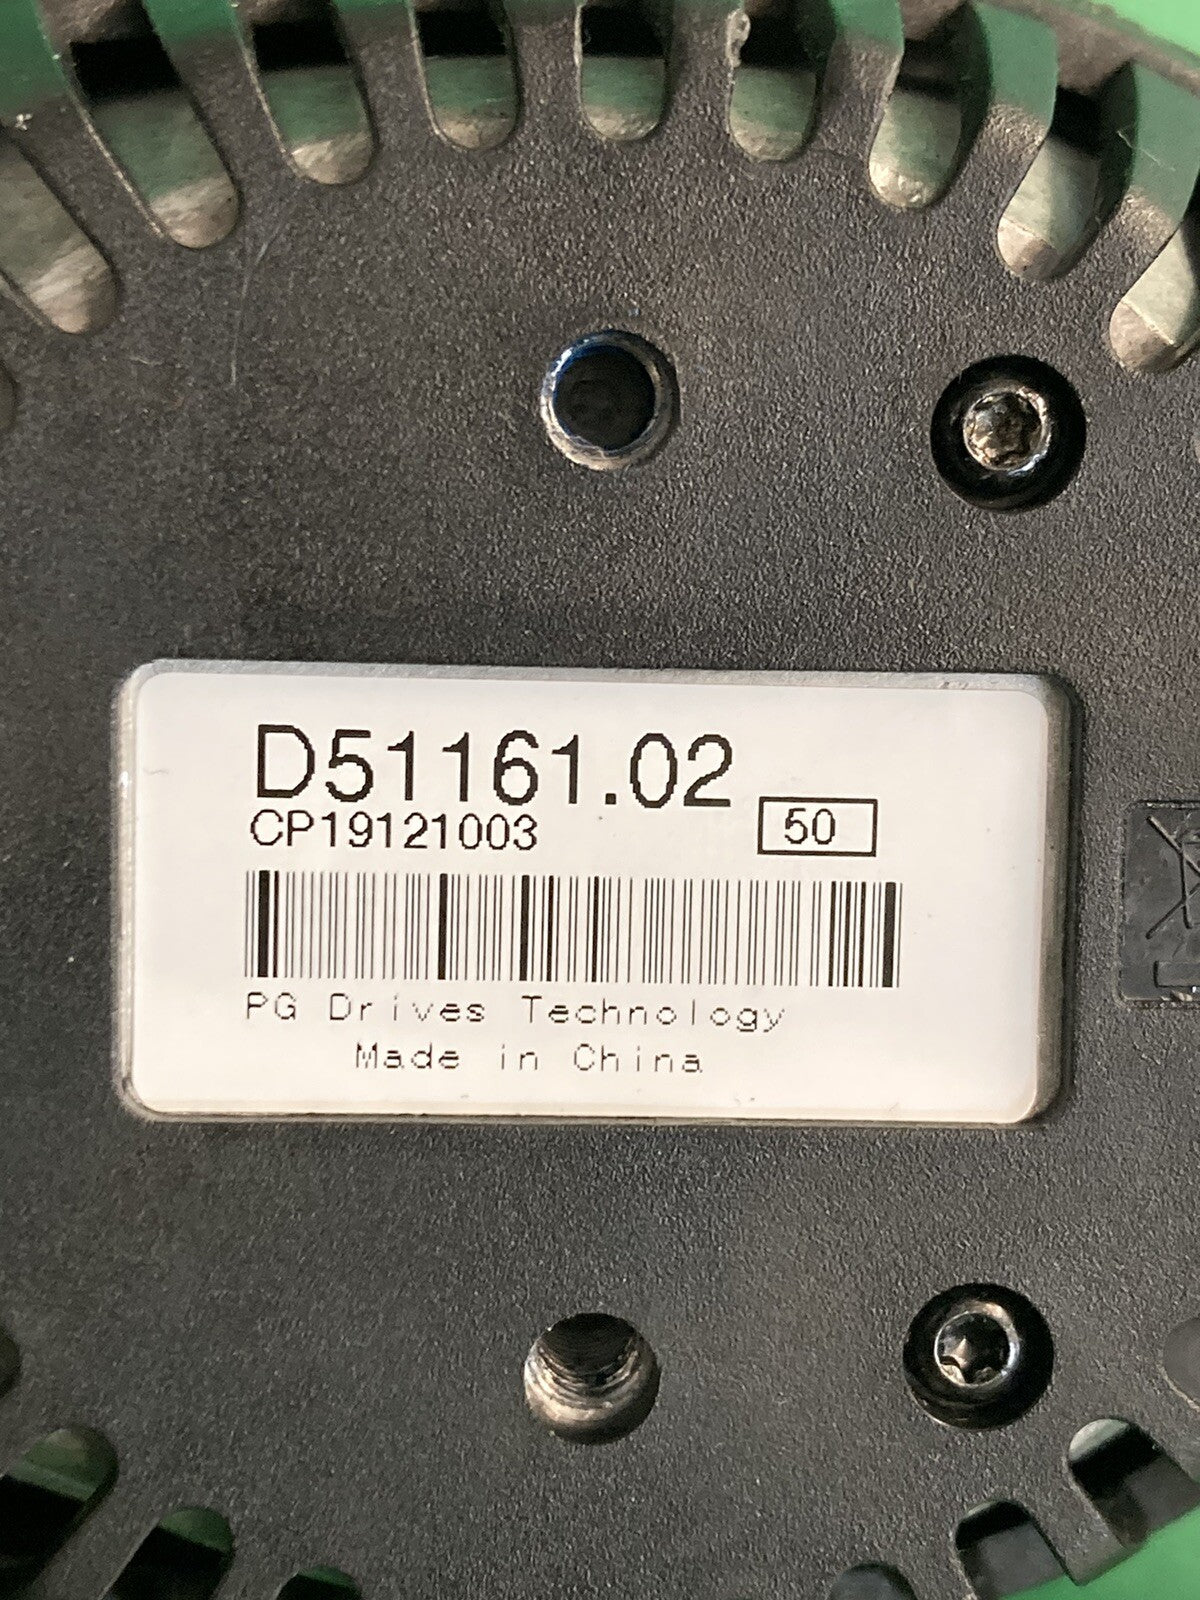 D51161.02
CP19121003
50
PG Drives Technology
Made in China